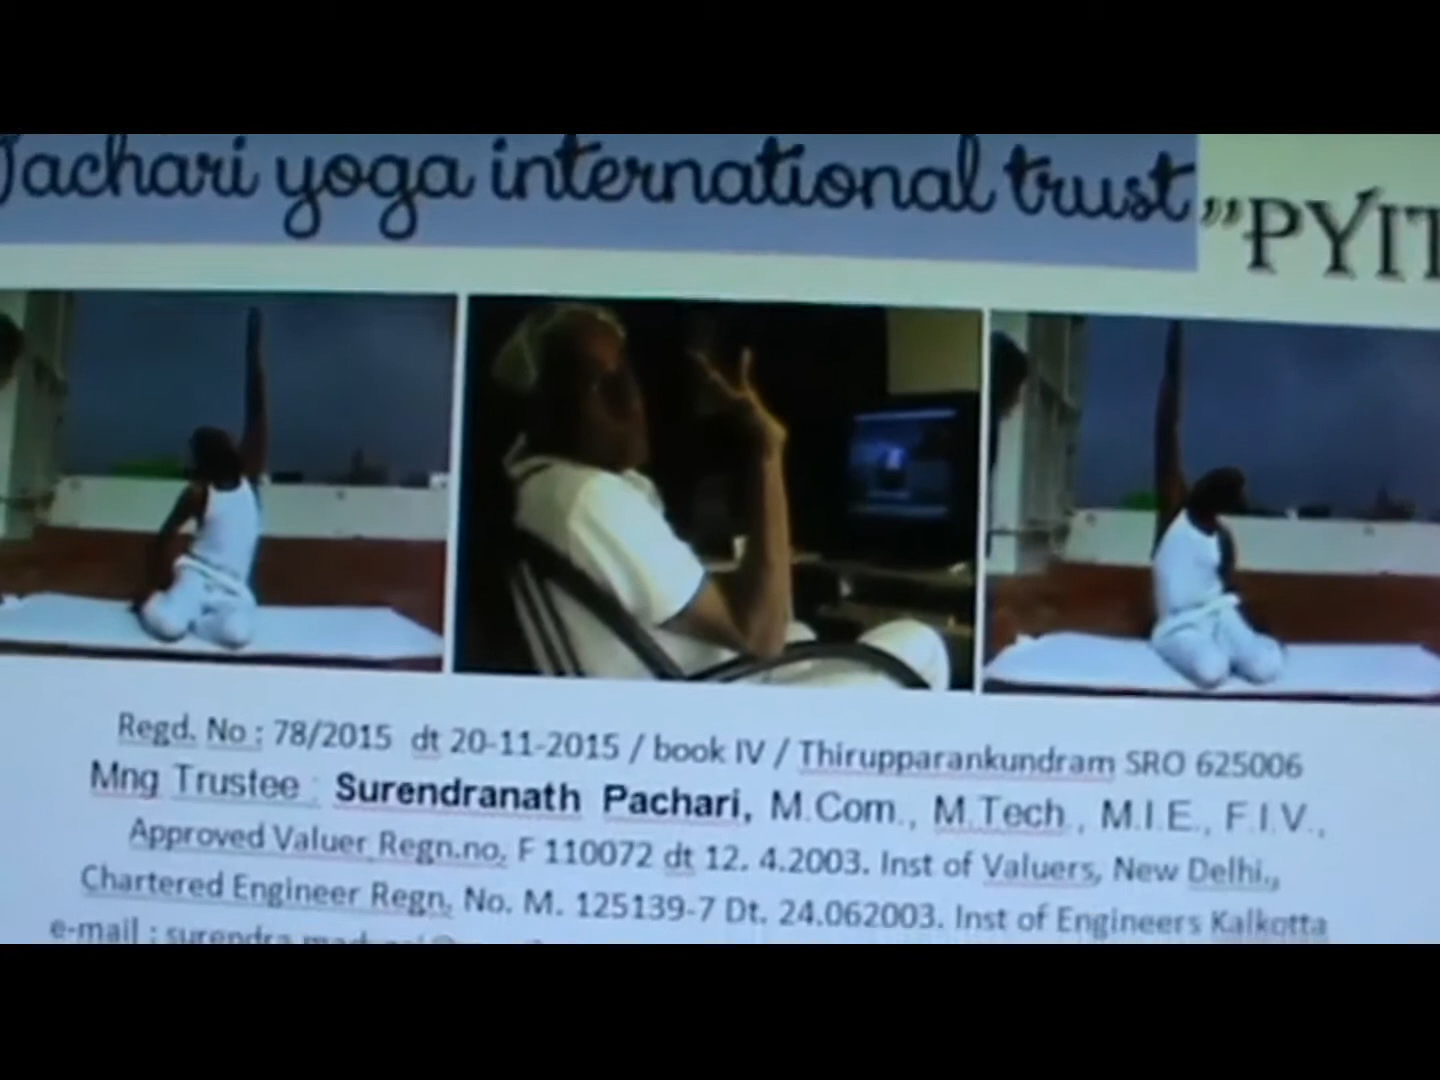 Pachari yoga international trust "PYIT
Regd. No : 78/2015 dt 20-11-2015 / book IV / Thirupparankundram SRO 625006
Mng Trustee : Surendranath Pachari, M.Com., M.Tech., M.I.E., F.I.V.,
Approved Valuer Regn.no. F 110072 dt 12. 4.2003. Inst of Valuers, New Delhi.,
Chartered Engineer Regn. No. M. 125139-7 Dt. 24.062003. Inst of Engineers Kalkotta
e-mail :